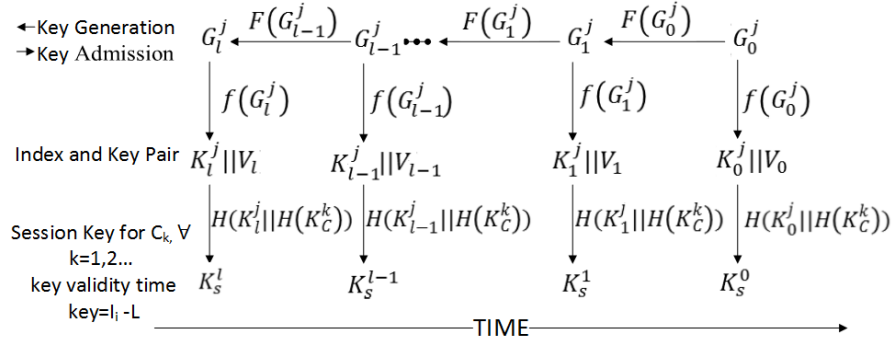 ←Key Generation
→Key Admission
G_l^j F(G_{l-1}^j) G_{l-1}^j ••• F(G_1^j) G_1^j F(G_0^j) G_0^j
f(G_l^j) f(G_{l-1}^j) f(G_1^j) f(G_0^j)
Index and Key Pair K_l^j||V_l K_{l-1}^j||V_{l-1} K_1^j||V_1 K_0^j||V_0
H(K_l^j||H(K_C^k)) H(K_{l-1}^j||H(K_C^k)) H(K_1^j||H(K_C^k)) H(K_0^j||H(K_C^k))
Session Key for C_k, ∀
k=1,2...
key validity time K_s^l K_s^{l-1} K_s^1 K_s^0
key=I_i -L
TIME